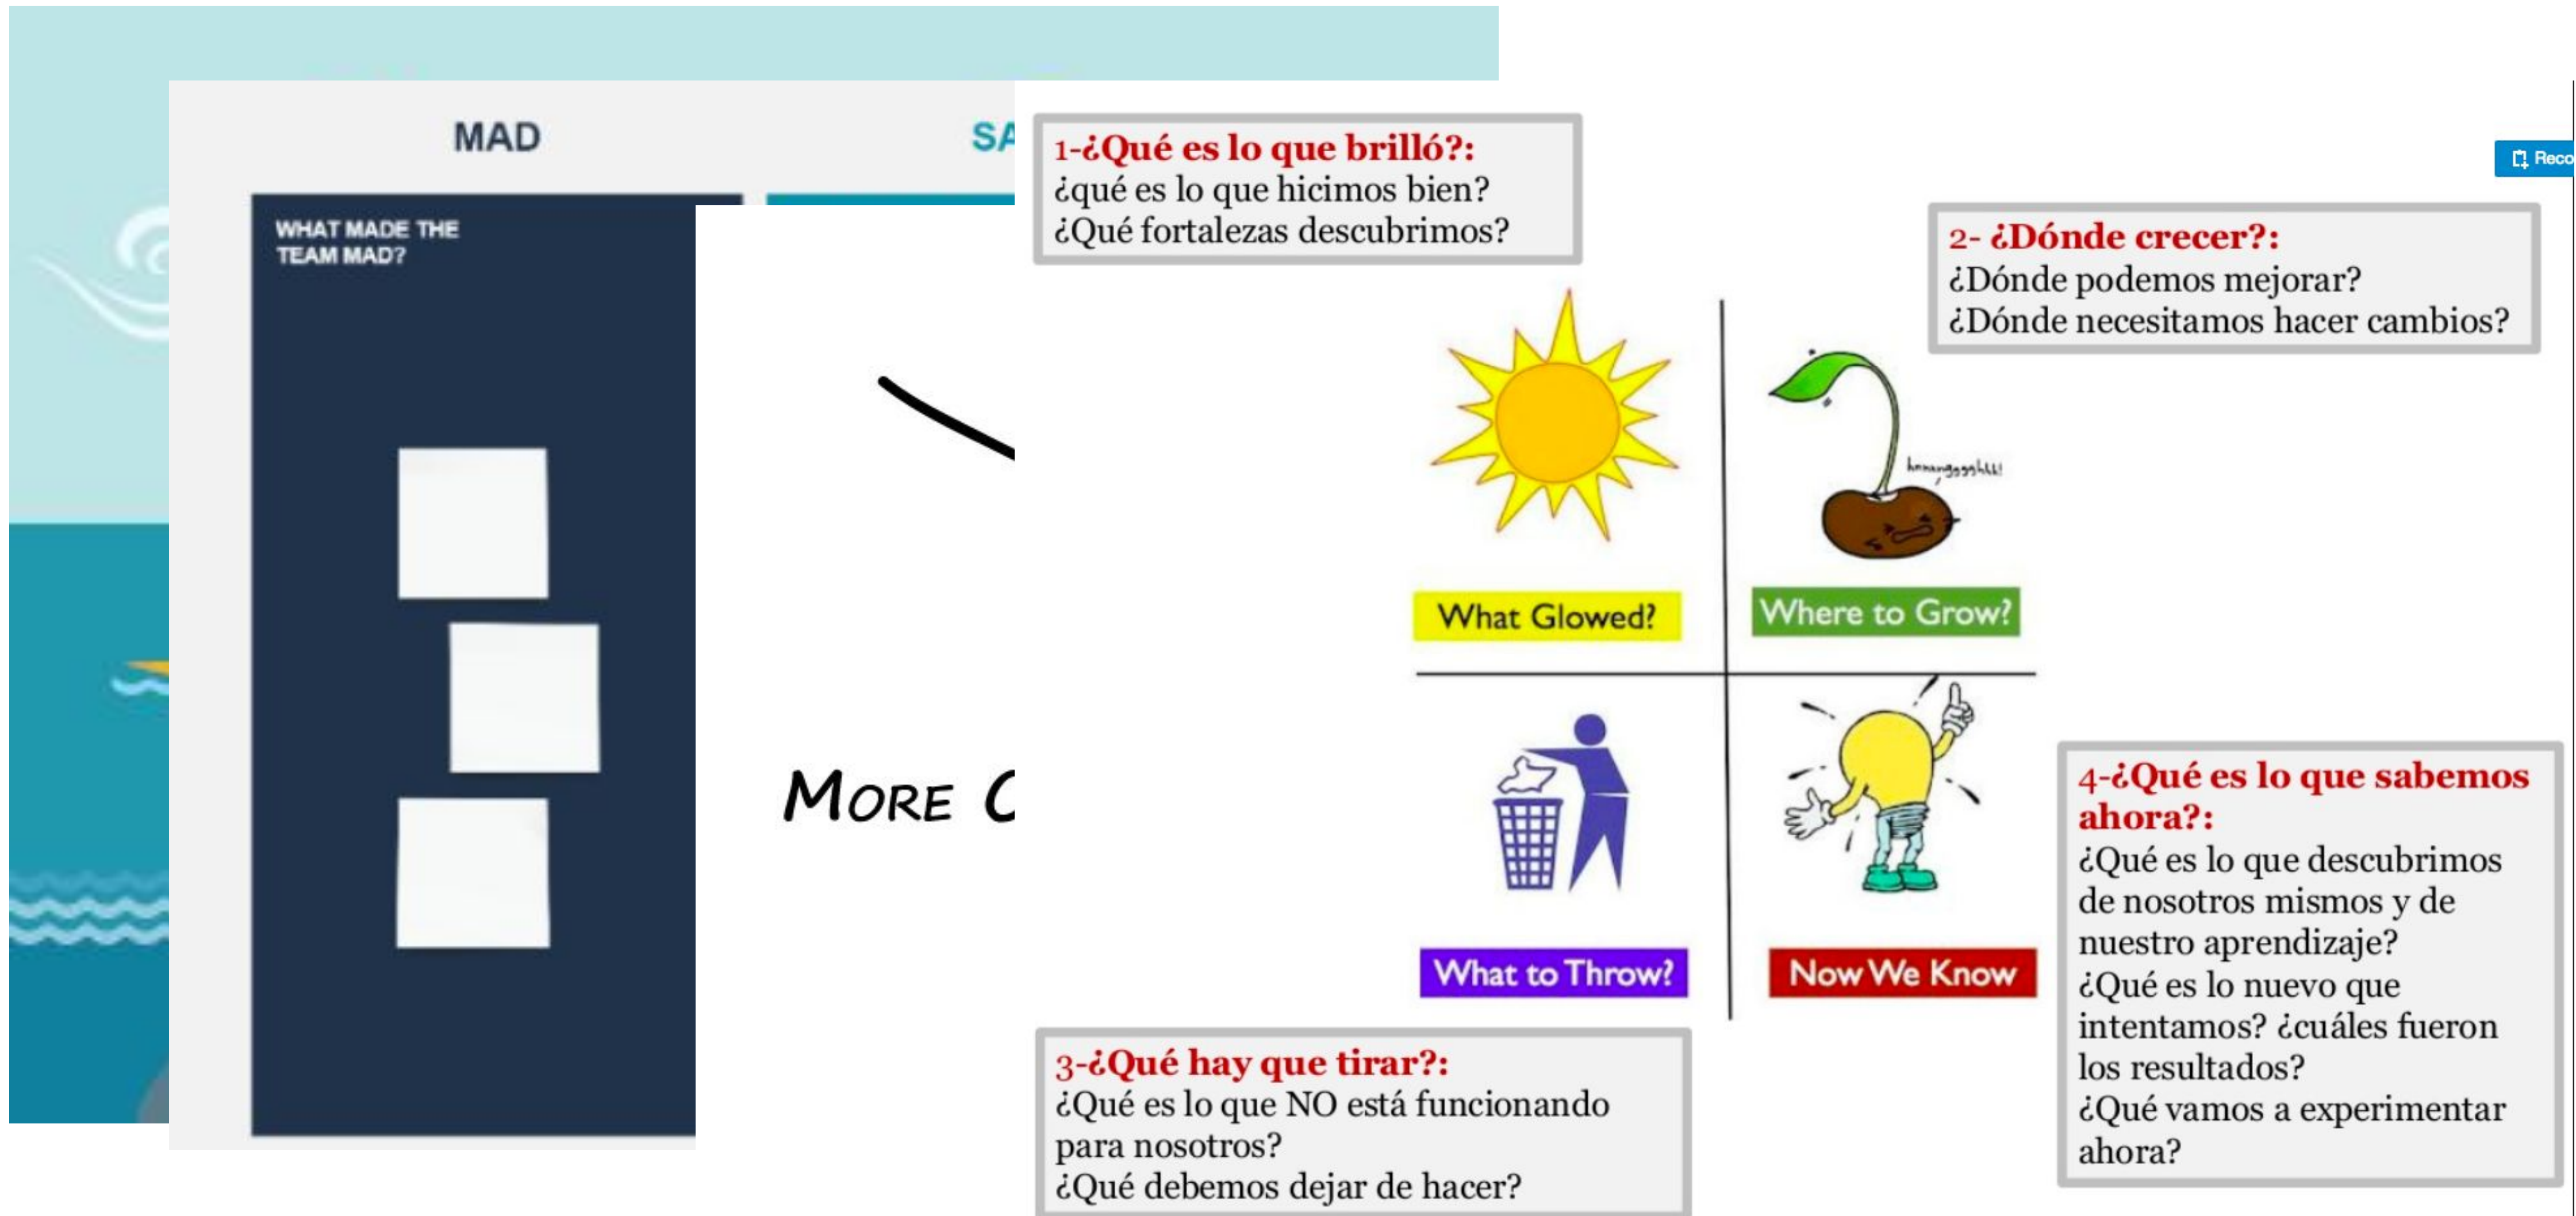 MAD
SA
WHAT MADE THE
TEAM MAD?
MORE
1-¿Qué es lo que brilló?:
¿qué es lo que hicimos bien?
¿Qué fortalezas descubrimos?
Reco
2- ¿Dónde crecer?:
¿Dónde podemos mejorar?
¿Dónde necesitamos hacer cambios?
What Glowed?
Where to Grow?
What to Throw?
Now We Know
3-¿Qué hay que tirar?:
¿Qué es lo que NO está funcionando
para nosotros?
¿Qué debemos dejar de hacer?
4-¿Qué es lo que sabemos
ahora?:
¿Qué es lo que descubrimos
de nosotros mismos y de
nuestro aprendizaje?
¿Qué es lo nuevo que
intentamos? ¿cuáles fueron
los resultados?
¿Qué vamos a experimentar
ahora?